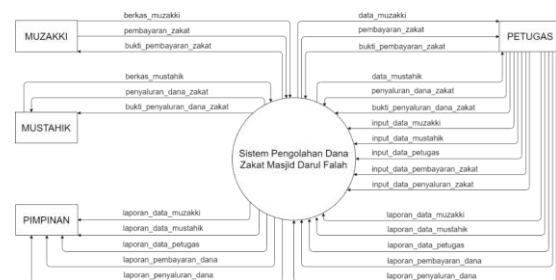 MUZAKKI
berkas_muzakki
pembayaran_zakat
bukti_pembayaran_zakat
data_muzakki
pembayaran_zakat
bukti_pembayaran_zakat
PETUGAS
berkas_mustahik
penyaluran_dana_zakat
bukti_penyaluran_dana_zakat
MUSTAHIK
data_mustahik
penyaluran_dana_zakat
bukti_penyaluran_dana_zakat
input_data_muzakki
input_data_mustahik
input_data_petugas
input_data_pembayaran_zakat
input_data_penyaluran_zakat
Sistem Pengolahan Dana
Zakat Masjid Darul Falah
PIMPINAN
laporan_data_muzakki
laporan_data_mustahik
laporan_data_petugas
laporan_pembayaran_dana
laporan_penyaluran_dana
laporan_data_muzakki
laporan_data_mustahik
laporan_data_petugas
laporan_pembayaran_dana
laporan_penyaluran_dana